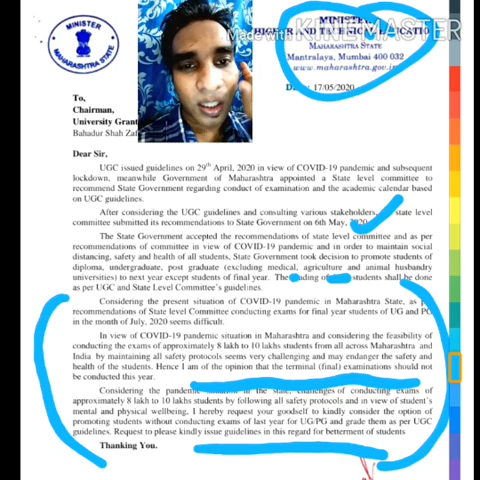 MINISTER
MAHARASHTRA STATE
Made with KINEMASTER
MINISTER
HIGHER AND TECHNICAL EDUCATION
MAHARASHTRA STATE
Mantralaya, Mumbai 400 032
www.maharashtra.gov.in
17/05/2020
To,
Chairman,
University Grant
Bahadur Shah Zaf
Dear Sir,
UGC issued guidelines on 29th April, 2020 in view of COVID-19 pandemic and subsequent
lockdown, meanwhile Government of Maharashtra appointed a State level committee to
recommend State Government regarding conduct of examination and the academic calendar based
on UGC guidelines.
After considering the UGC guidelines and consulting various stakeholders, state level
committee submitted its recommendations to State Government on 6th May, 2020
The State Government accepted the recommendations of state level committee and as per
recommendations of committee in view of COVID-19 pandemic and in order to maintain social
distancing, safety and health of all students, State Government took decision to promote students of
diploma, undergraduate, post graduate (excluding medical, agriculture and animal husbandry
universities) to next year except students of final year. The students shall be done
as per UGC and State Level Committee's guidelines.
Considering the present situation of COVID-19 pandemic in Maharashtra State, as
recommendations of State Level Committee conducting exams for final year students of UG and PG
in the month of July, 2020 seems difficult.
In view of COVID-19 pandemic situation in Maharashtra and considering the feasibility of
conducting the exams of approximately 8 lakh to 10 lakhs students from all across Maharashtra and
India by maintaining all safety protocols seems very challenging and may endanger the safety and
health of the students. Hence I am of the opinion that the terminal (final) examinations should not
be conducted this year.
Considering the pandemic in the state, challenges of conducting exams of
approximately 8 lakh to 10 lakhs students by following all safety protocols and in view of student's
mental and physical wellbeing, I hereby request your goodself to kindly consider the option of
promoting students without conducting exams of last year for UG/PG and grade them as per UGC
guidelines. Request to please kindly issue guidelines in this regard for betterment of students
Thanking You.